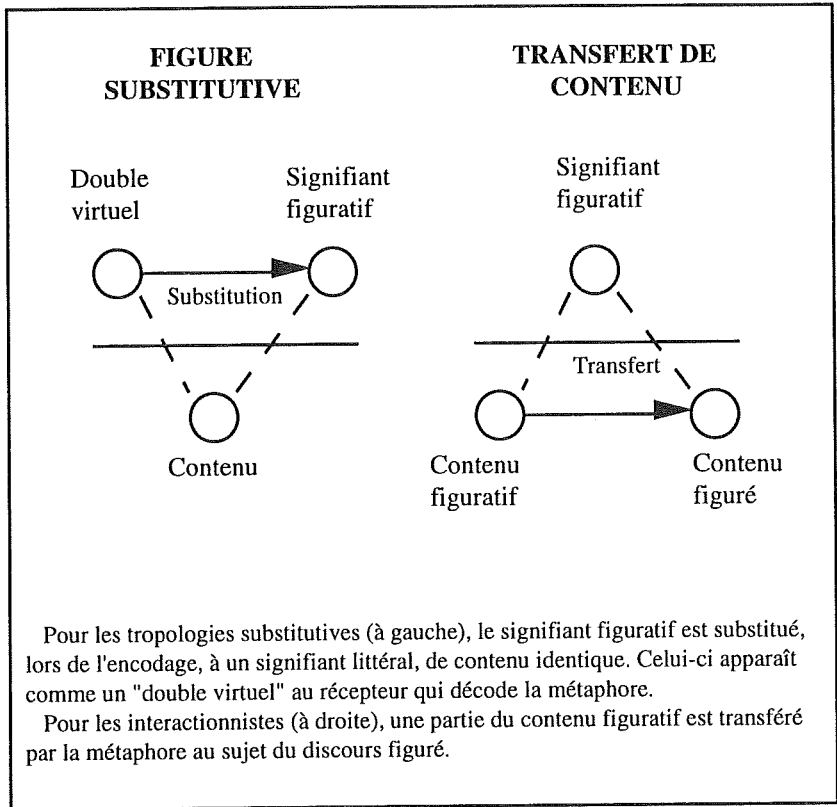 FIGURE
SUBSTITUTIVE
TRANSFERT DE
CONTENU
Double
virtuel
Signifiant
figuratif
Substitution
Contenu
Signifiant
figuratif
Transfert
Contenu
figuratif
Contenu
figuré
Pour les tropologies substitutives (à gauche), le signifiant figuratif est substitué,
lors de l'encodage, à un signifiant littéral, de contenu identique. Celui-ci apparaît
comme un "double virtuel" au récepteur qui décode la métaphore.
Pour les interactionnistes (à droite), une partie du contenu figuratif est transféré
par la métaphore au sujet du discours figuré.